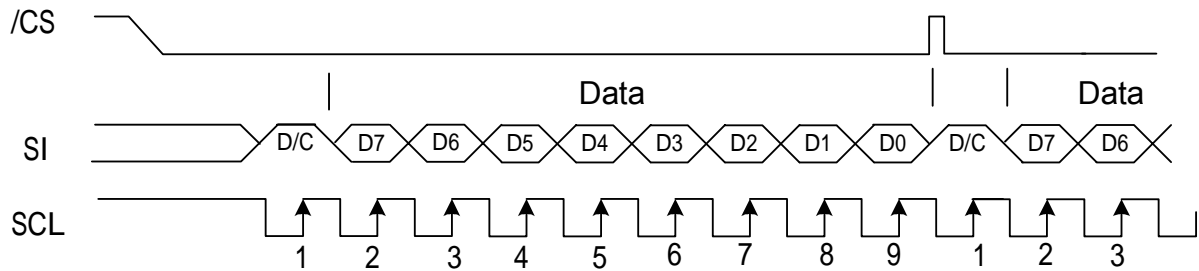 /CS
Data Data
SI D/C D7 D6 D5 D4 D3 D2 D1 D0 D/C D7 D6
SCL
1 2 3 4 5 6 7 8 9 1 2 3